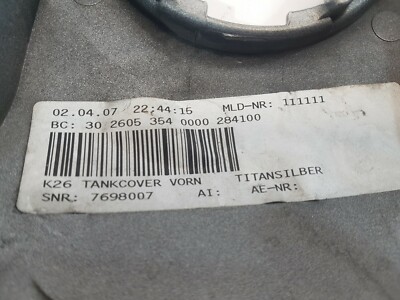 02.04.07 22:44:16 MLD-NR: 111111
BC: 30 2605 354 0000 284100
K26 TANKCOVER VORN TITANSILBER
SNR: 7698007 AI: AE-NR: